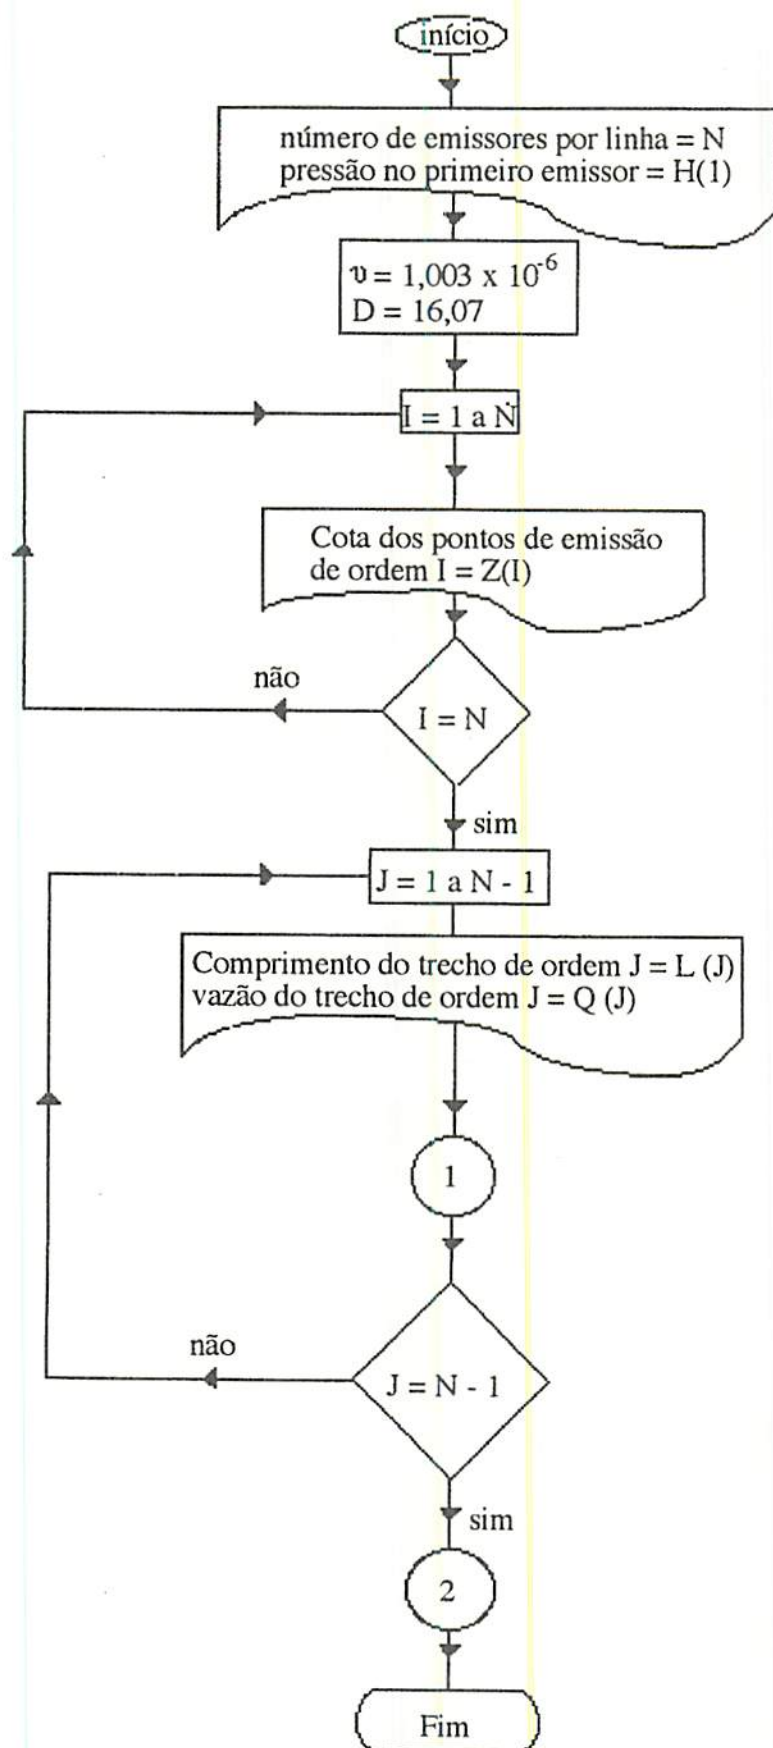 início
número de emissores por linha = N
pressão no primeiro emissor = H(1)
υ = 1,003 x 10⁻⁶
D = 16,07
I = 1 a N
Cota dos pontos de emissão
de ordem I = Z(I)
não
I = N
sim
J = 1 a N - 1
Comprimento do trecho de ordem J = L (J)
vazão do trecho de ordem J = Q (J)
1
não
J = N - 1
sim
2
Fim